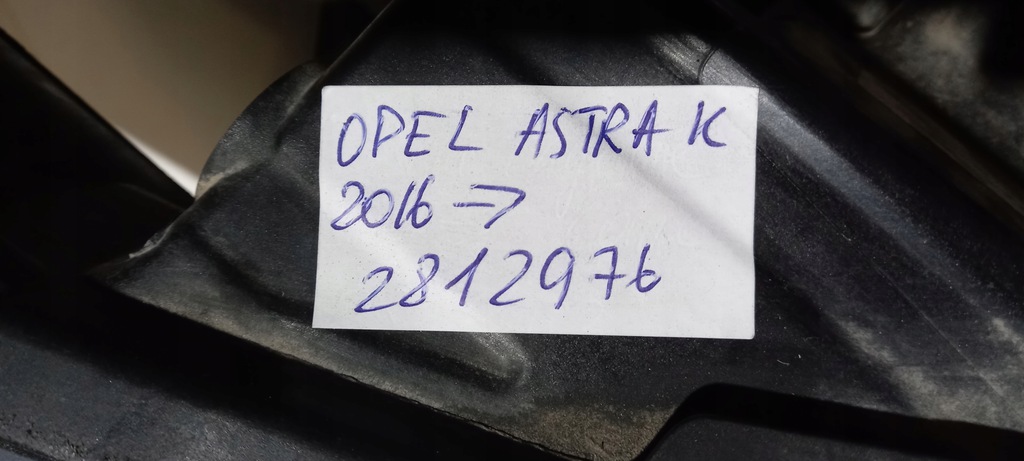 OPEL ASTRA K
2016 =>
2812976